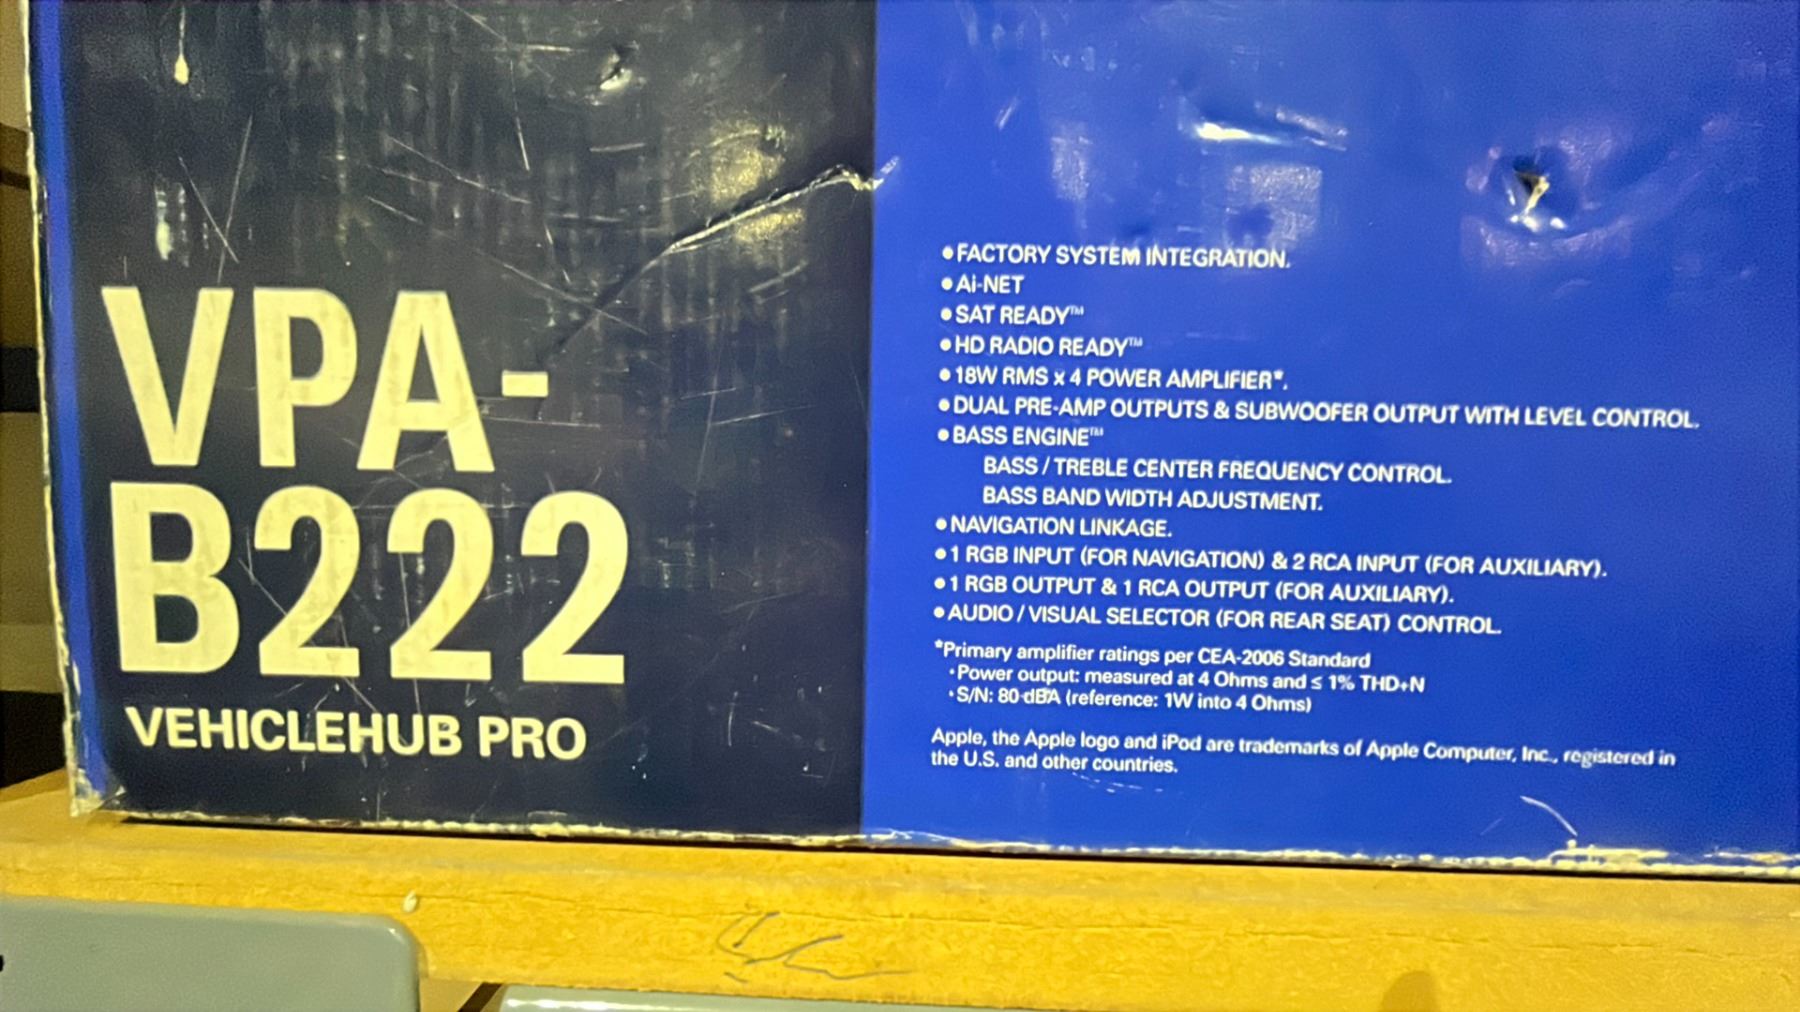 VPA-
B222
VEHICLEHUB PRO
•FACTORY SYSTEM INTEGRATION.
•Ai-NET
•SAT READY™
•HD RADIO READY™
•18W RMS x 4 POWER AMPLIFIER*.
•DUAL PRE-AMP OUTPUTS & SUBWOOFER OUTPUT WITH LEVEL CONTROL.
•BASS ENGINE™
BASS / TREBLE CENTER FREQUENCY CONTROL.
BASS BAND WIDTH ADJUSTMENT.
•NAVIGATION LINKAGE.
•1 RGB INPUT (FOR NAVIGATION) & 2 RCA INPUT (FOR AUXILIARY).
•1 RGB OUTPUT & 1 RCA OUTPUT (FOR AUXILIARY).
•AUDIO / VISUAL SELECTOR (FOR REAR SEAT) CONTROL.
*Primary amplifier ratings per CEA-2006 Standard
•Power output: measured at 4 Ohms and ≤ 1% THD+N
•S/N: 80 dBA (reference: 1W into 4 Ohms)
Apple, the Apple logo and iPod are trademarks of Apple Computer, Inc., registered in
the U.S. and other countries.